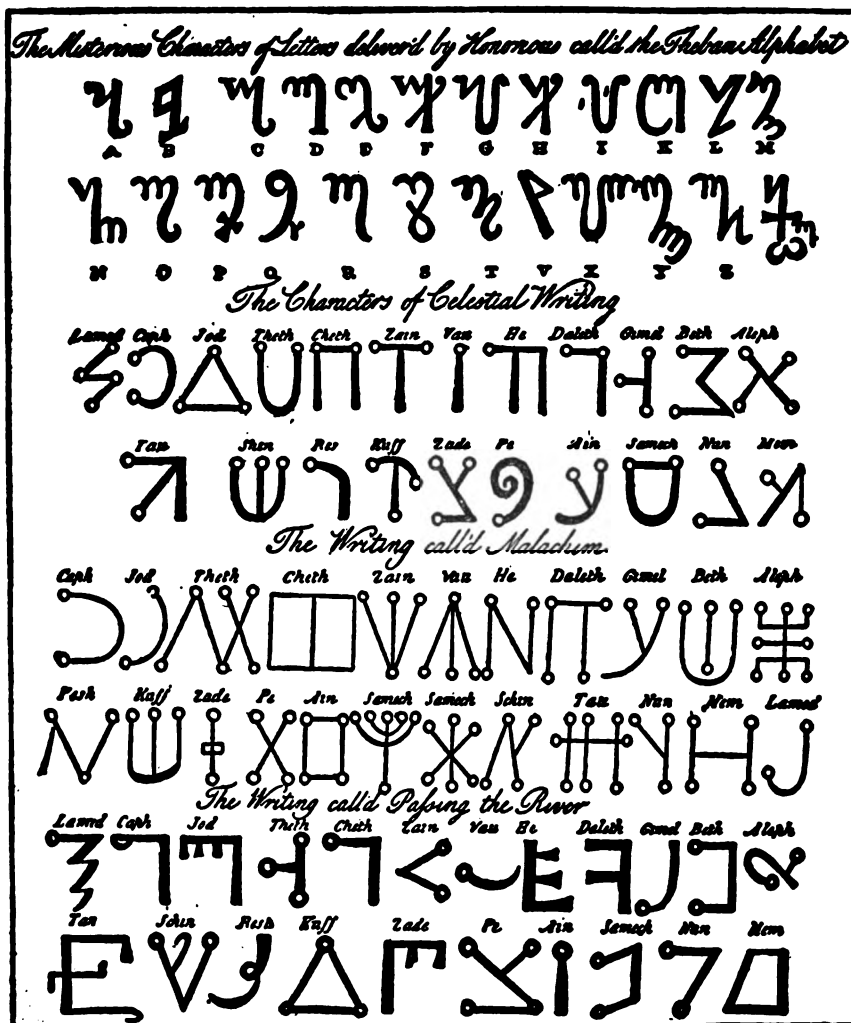 The Misterious Characters of Letters deliver'd by Honorious call'd the Theban Alphabet
A B C D E F G H I K L M
N O P Q R S T V X Y Z
The Characters of Celestial Writing
Lamed Caph Jod Theth Cheth Zain Vau He Daleth Gimel Beth Aleph
Tau Shin Res Kuff Zade Pe Ain Samech Nun Mem
The Writing call'd Malachim
Caph Jod Theth Cheth Zain Vau He Daleth Gimel Beth Aleph
Resh Kuff Zade Pe Ain Samech Samech Schin Tau Nun Mem Lamed
The Writing call'd Passing the River
Lamed Caph Jod Theth Cheth Zain Vau He Daleth Gimel Beth Aleph
Tau Schin Resh Kuff Zade Pe Ain Samech Nun Mem